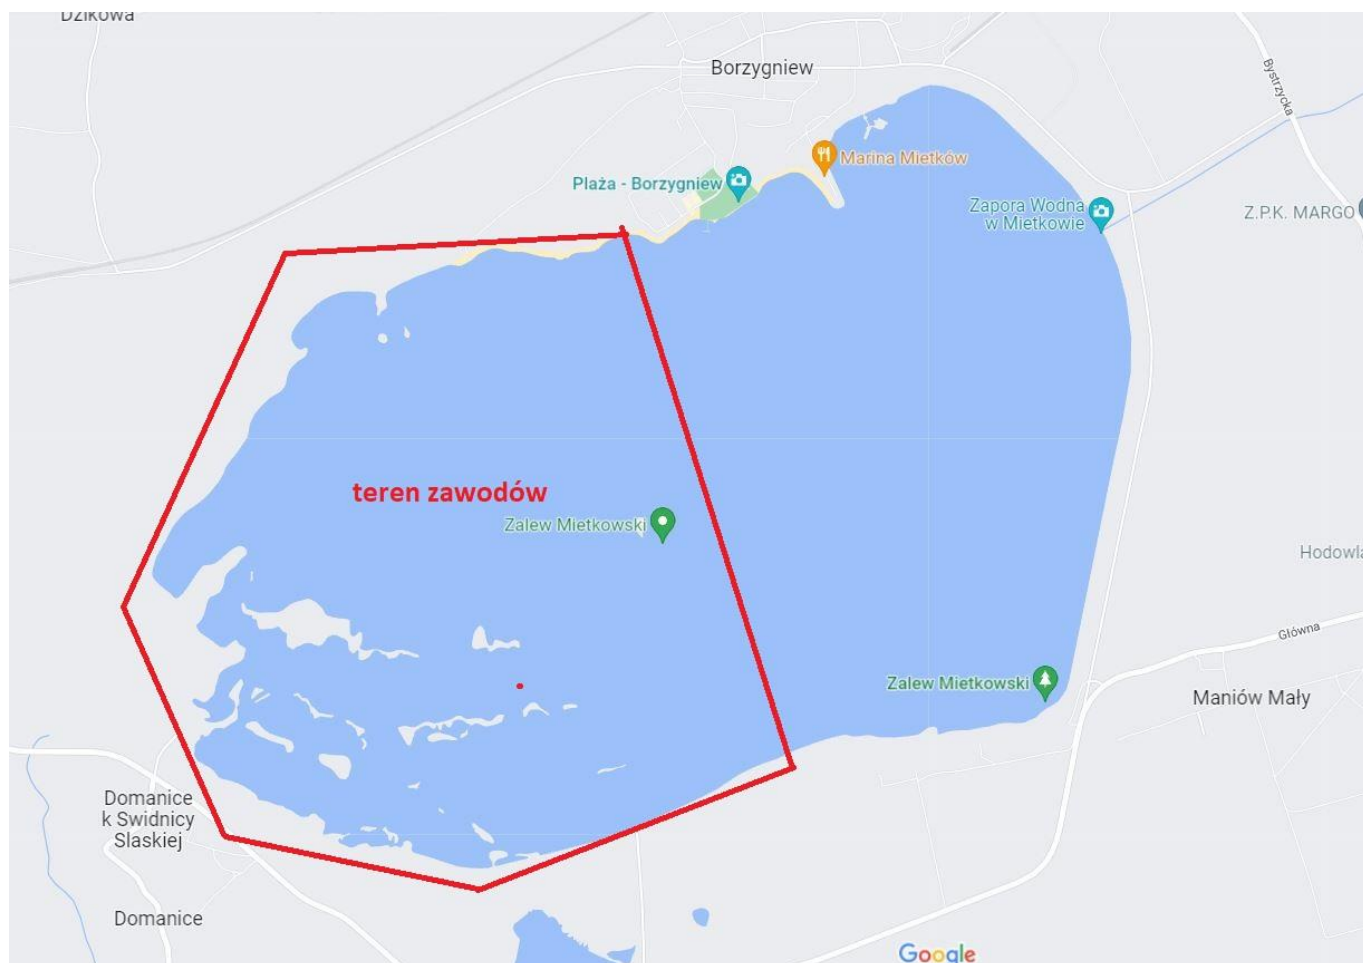 Dzikowa
Borzygniew
Bystrzycka
Marina Mietków
Plaża - Borzygniew
Zapora Wodna
w Mietkowie
Z.P.K. MARGO
teren zawodów
Zalew Mietkowski
Hodowla
Główna
Zalew Mietkowski
Maniów Mały
Domanice
k Swidnicy
Slaskiej
Domanice
Google